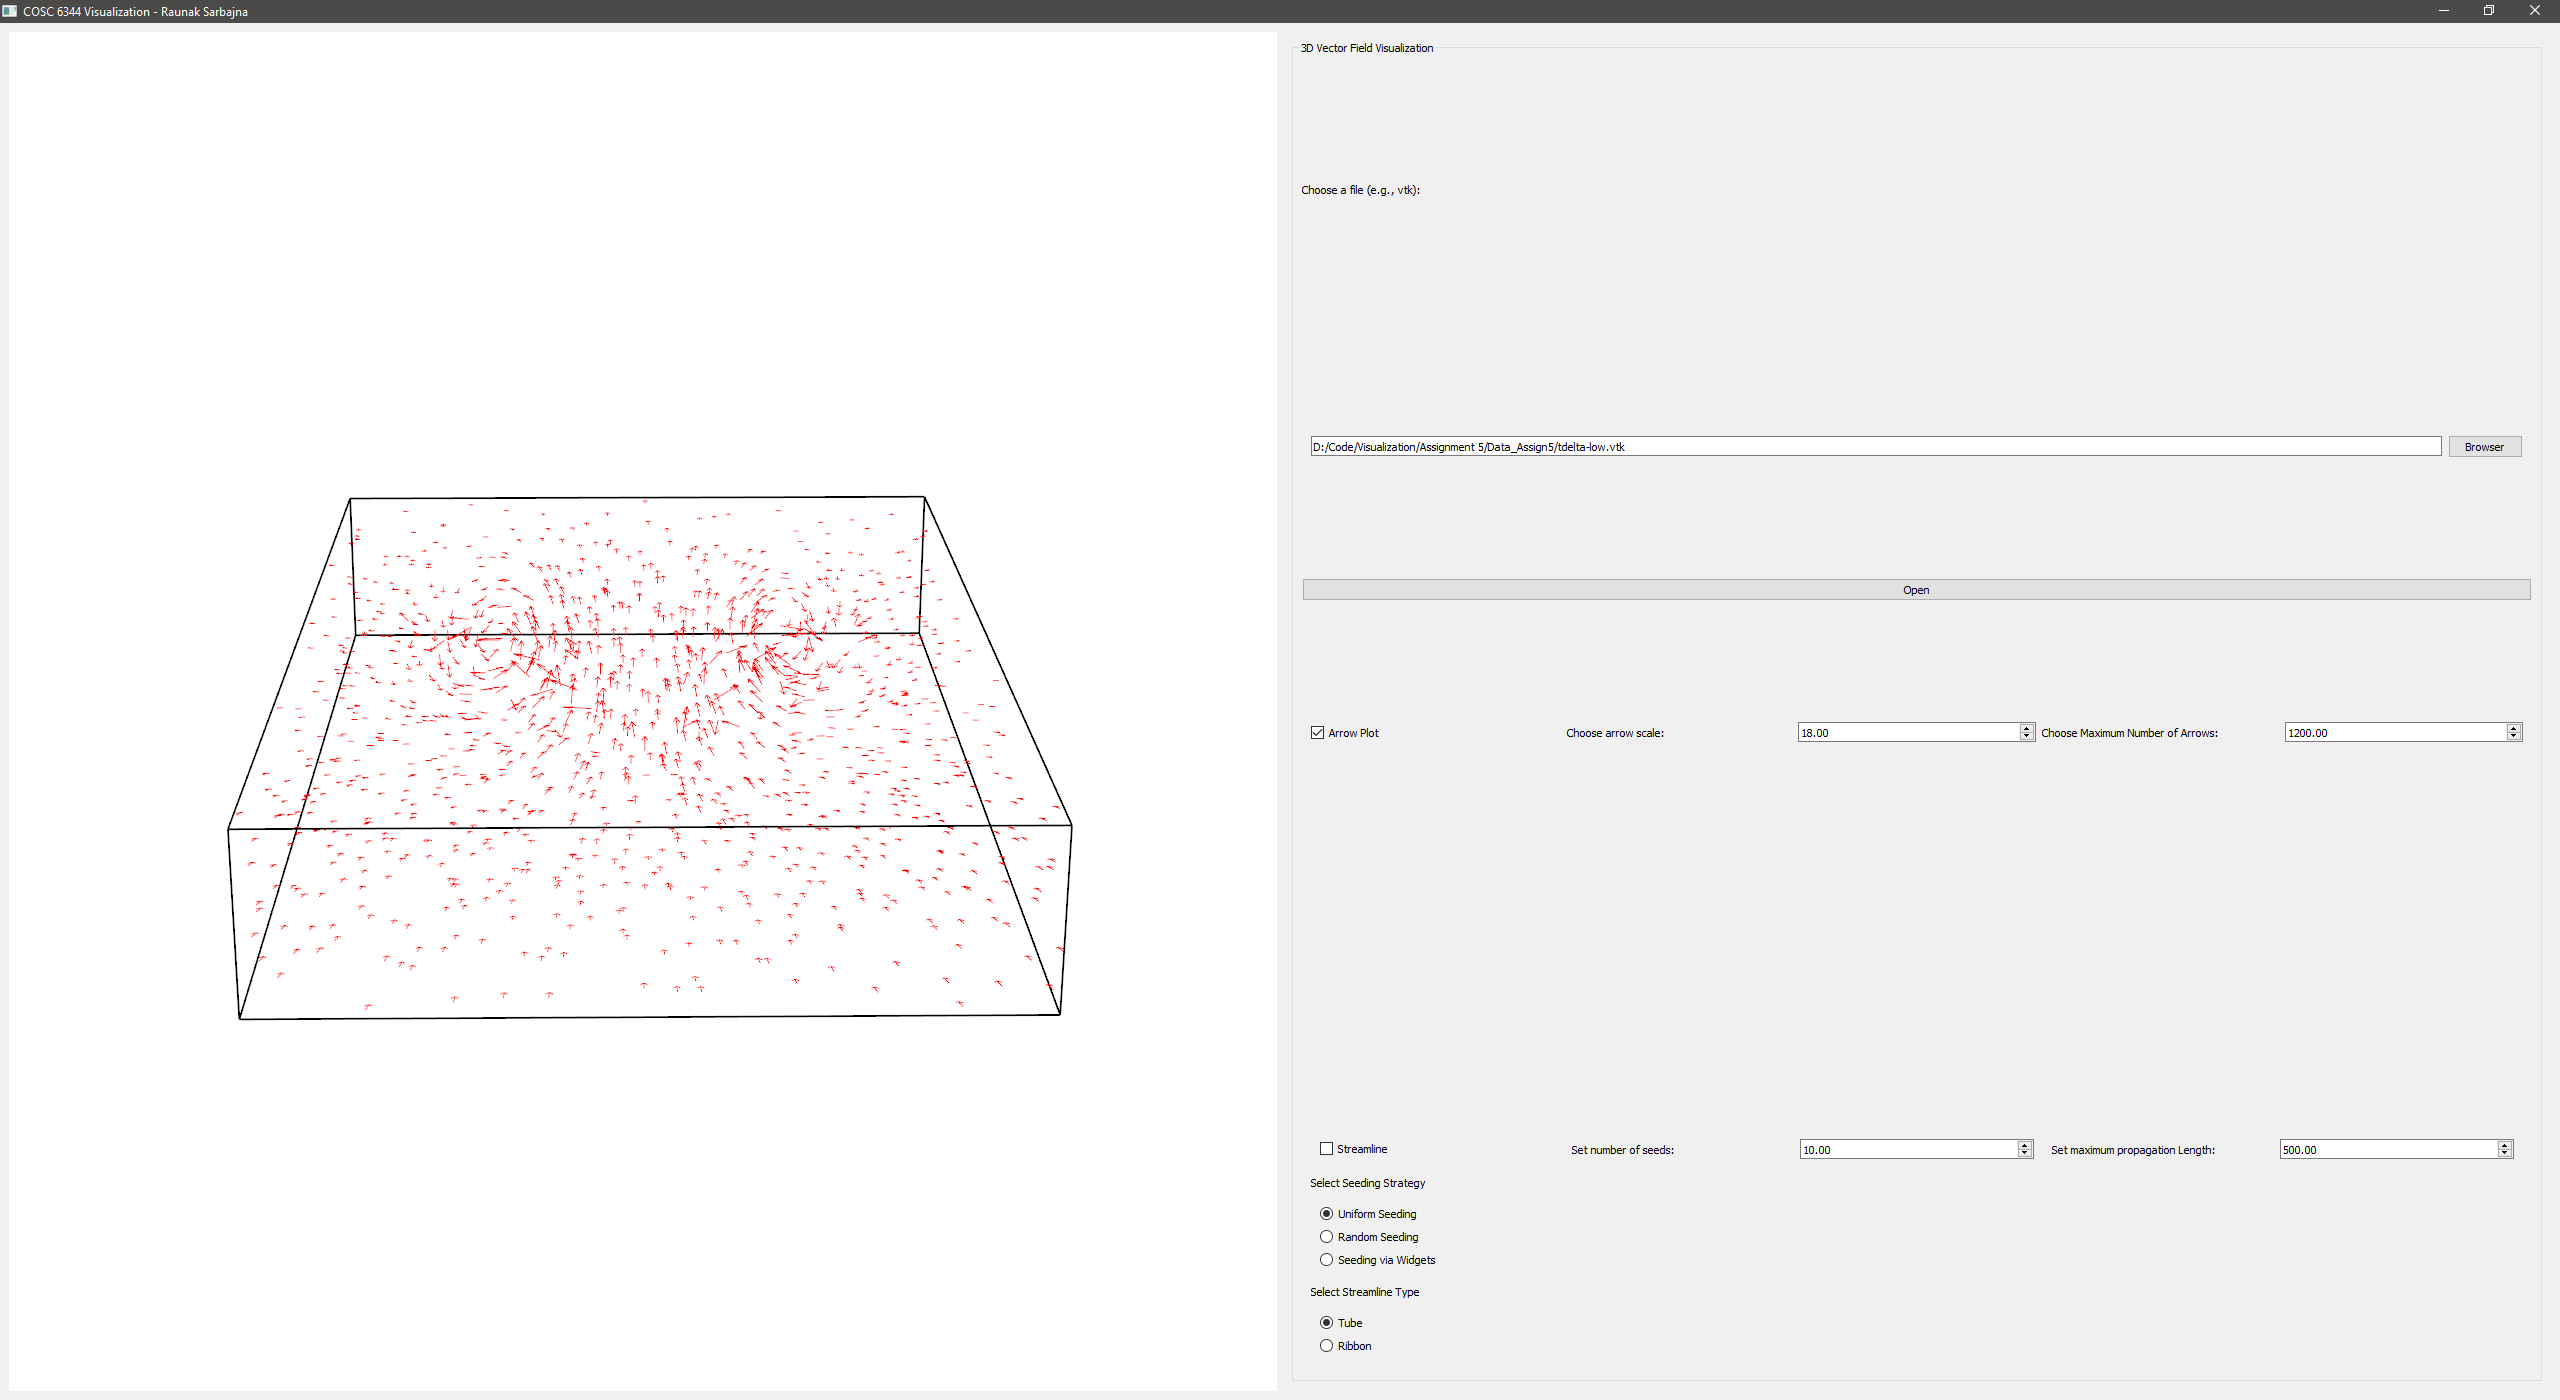 COSC 6344 Visualization - Raunak Sarbajna
3D Vector Field Visualization
Choose a file (e.g., vtk):
D:/Code/Visualization/Assignment 5/Data_Assign5/tdelta-low.vtk Browser
Open
Arrow Plot Choose arrow scale: 18.00 Choose Maximum Number of Arrows: 1200.00
Streamline Set number of seeds: 10.00 Set maximum propagation Length: 500.00
Select Seeding Strategy
Uniform Seeding
Random Seeding
Seeding via Widgets
Select Streamline Type
Tube
Ribbon